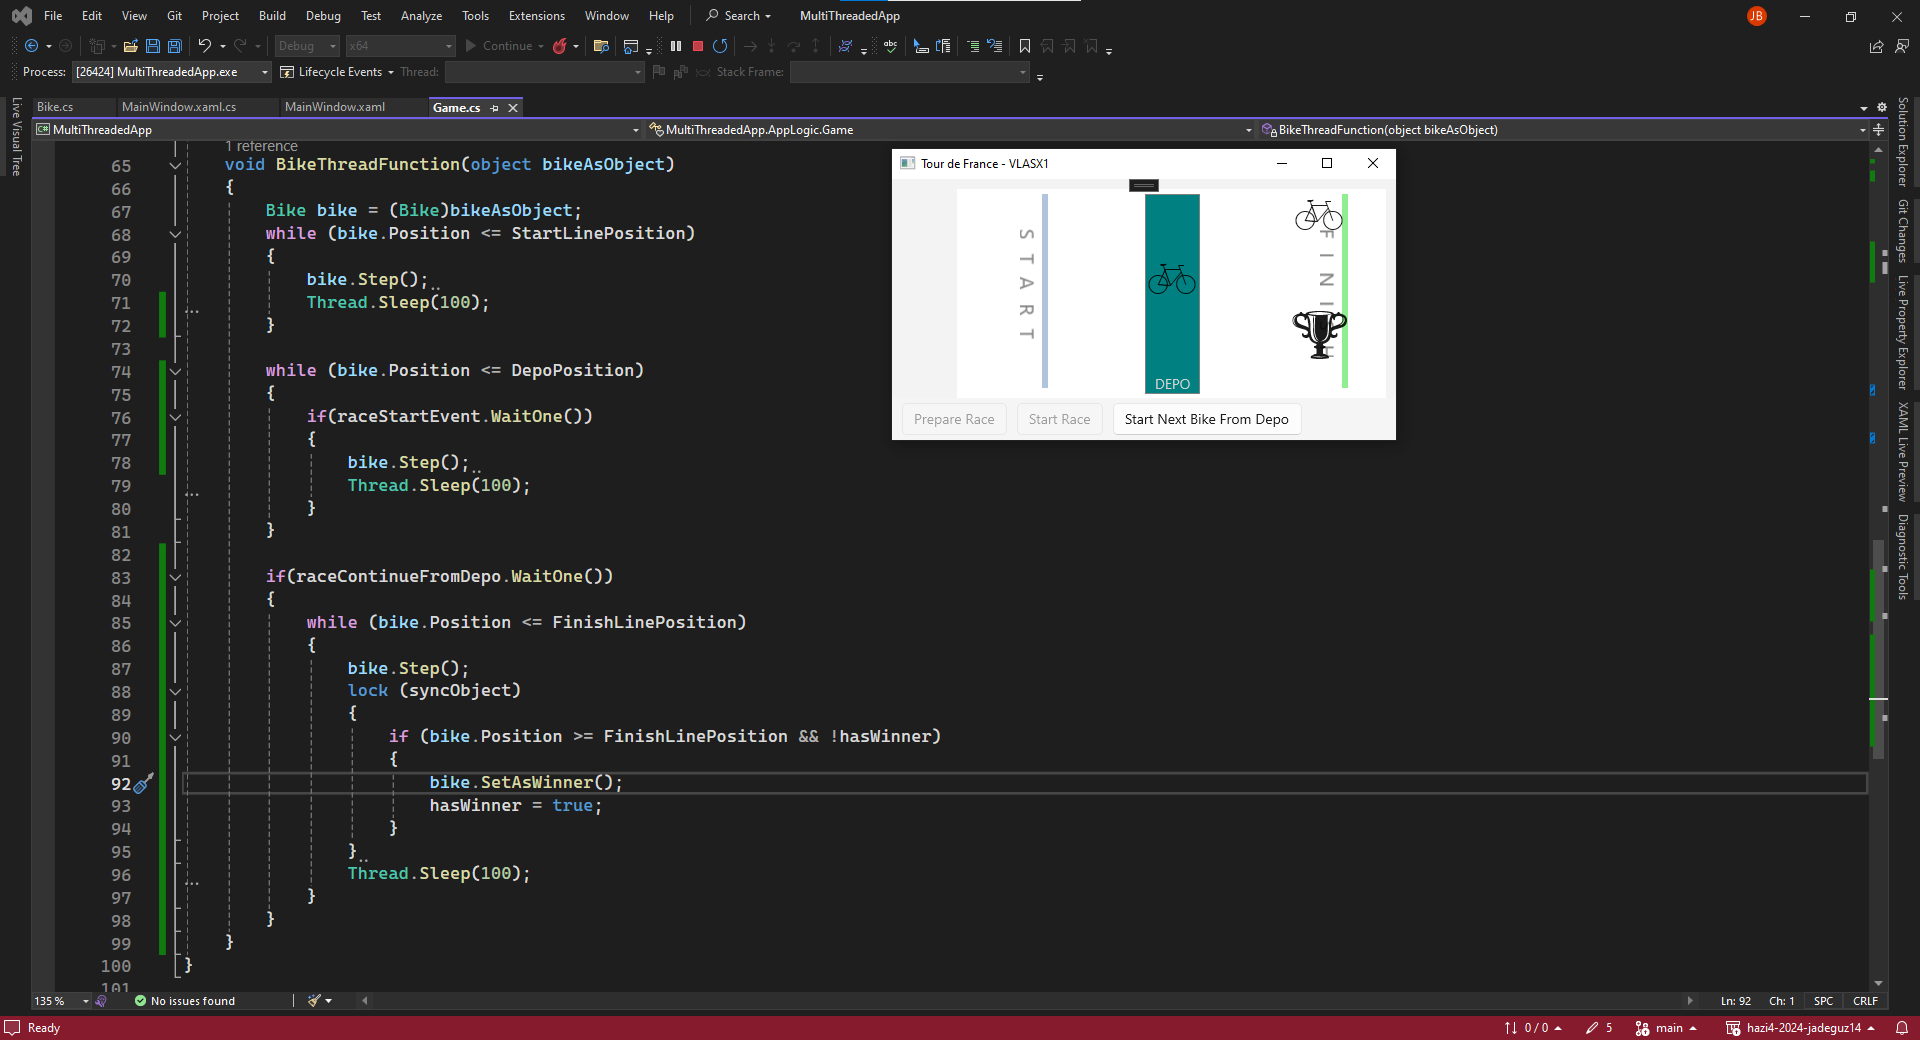 File Edit View Git Project Build Debug Test Analyze Tools Extensions Window Help Search MultiThreadedApp JB
Debug x64 Continue
Process: [26424] MultiThreadedApp.exe Lifecycle Events Thread: Stack Frame:
Bike.cs MainWindow.xaml.cs MainWindow.xaml Game.cs
MultiThreadedApp MultiThreadedApp.AppLogic.Game BikeThreadFunction(object bikeAsObject)
Live Visual Tree
1 reference
65 void BikeThreadFunction(object bikeAsObject)
66 {
67 Bike bike = (Bike)bikeAsObject;
68 while (bike.Position <= StartLinePosition)
69 {
70 bike.Step();
71 Thread.Sleep(100);
72 }
73
74 while (bike.Position <= DepoPosition)
75 {
76 if(raceStartEvent.WaitOne())
77 {
78 bike.Step();
79 Thread.Sleep(100);
80 }
81 }
82
83 if(raceContinueFromDepo.WaitOne())
84 {
85 while (bike.Position <= FinishLinePosition)
86 {
87 bike.Step();
88 lock (syncObject)
89 {
90 if (bike.Position >= FinishLinePosition && !hasWinner)
91 {
92 bike.SetAsWinner();
93 hasWinner = true;
94 }
95 }
96 Thread.Sleep(100);
97 }
98 }
99 }
100 }
101
Tour de France - VLASX1
START
DEPO
FINISH
Prepare Race Start Race Start Next Bike From Depo
Solution Explorer
Git Changes
Live Property Explorer
XAML Live Preview
Diagnostic Tools
135 % No issues found Ln: 92 Ch: 1 SPC CRLF
Ready 0 / 0 5 main hazi4-2024-jadeguz14